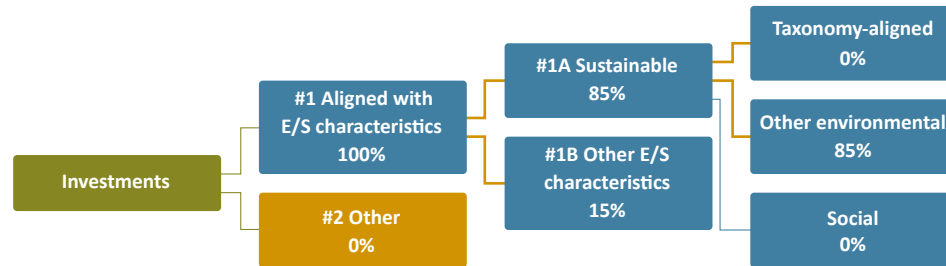 Investments
#1 Aligned with
E/S characteristics
100%
#2 Other
0%
#1A Sustainable
85%
#1B Other E/S
characteristics
15%
Taxonomy-aligned
0%
Other environmental
85%
Social
0%